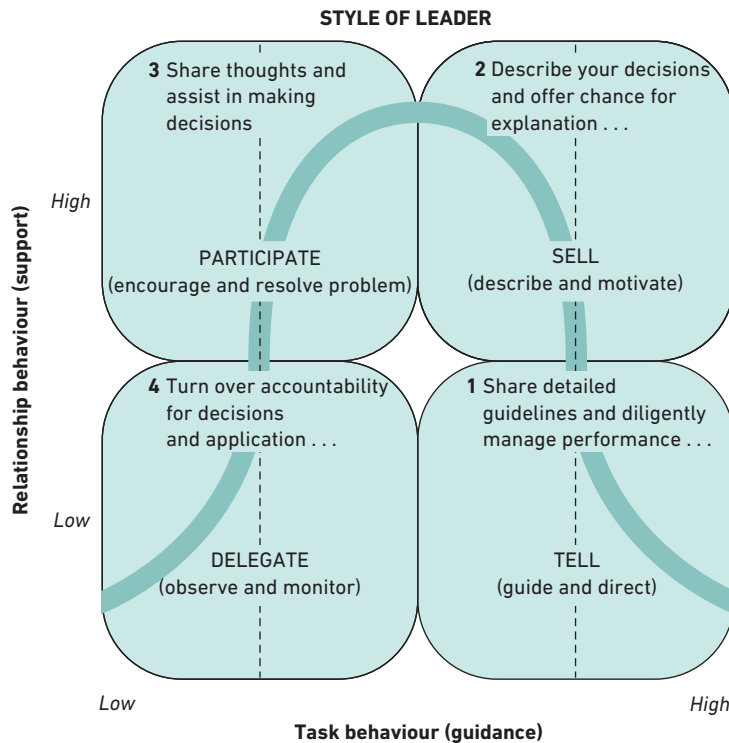 STYLE OF LEADER
3 Share thoughts and
assist in making
decisions
2 Describe your decisions
and offer chance for
explanation . . .
High
PARTICIPATE
(encourage and resolve problem)
SELL
(describe and motivate)
Relationship behaviour (support)
4 Turn over accountability
for decisions
and application . . .
1 Share detailed
guidelines and diligently
manage performance . . .
Low
DELEGATE
(observe and monitor)
TELL
(guide and direct)
Low
High
Task behaviour (guidance)